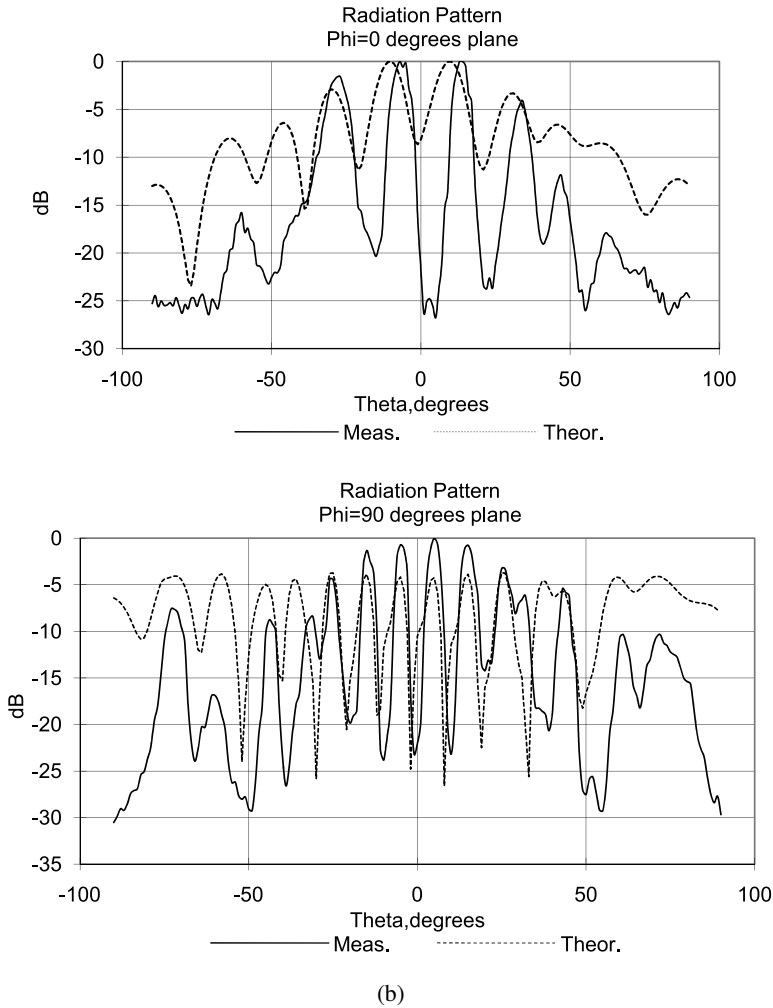 Radiation Pattern
Phi=0 degrees plane
0
-5
-10
-15
-20
-25
-30
dB
-100 -50 0 50 100
Theta,degrees
Meas. Theor.
Radiation Pattern
Phi=90 degrees plane
0
-5
-10
-15
-20
-25
-30
-35
dB
-100 -50 0 50 100
Theta,degrees
Meas. Theor.
(b)